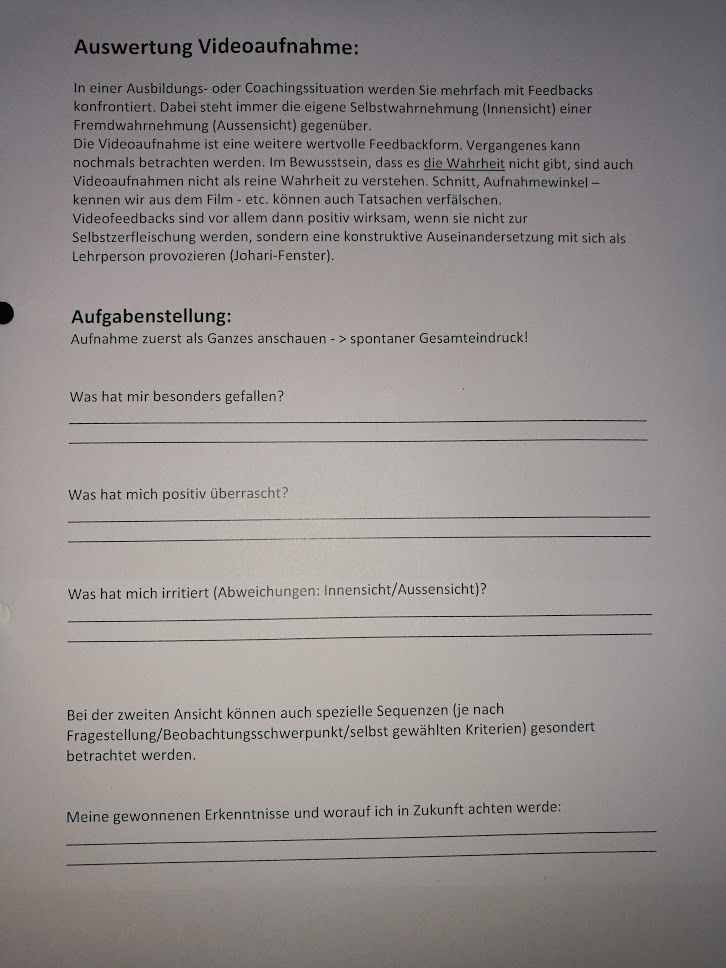 Auswertung Videoaufnahme:
In einer Ausbildungs- oder Coachingssituation werden Sie mehrfach mit Feedbacks
konfrontiert. Dabei steht immer die eigene Selbstwahrnehmung (Innensicht) einer
Fremdwahrnehmung (Aussensicht) gegenüber.
Die Videoaufnahme ist eine weitere wertvolle Feedbackform. Vergangenes kann
nochmals betrachten werden. Im Bewusstsein, dass es die Wahrheit nicht gibt, sind auch
Videoaufnahmen nicht als reine Wahrheit zu verstehen. Schnitt, Aufnahmewinkel –
kennen wir aus dem Film - etc. können auch Tatsachen verfälschen.
Videofeedbacks sind vor allem dann positiv wirksam, wenn sie nicht zur
Selbstzerfleischung werden, sondern eine konstruktive Auseinandersetzung mit sich als
Lehrperson provozieren (Johari-Fenster).
Aufgabenstellung:
Aufnahme zuerst als Ganzes anschauen - > spontaner Gesamteindruck!
Was hat mir besonders gefallen?
Was hat mich positiv überrascht?
Was hat mich irritiert (Abweichungen: Innensicht/Aussensicht)?
Bei der zweiten Ansicht können auch spezielle Sequenzen (je nach
Fragestellung/Beobachtungsschwerpunkt/selbst gewählten Kriterien) gesondert
betrachtet werden.
Meine gewonnenen Erkenntnisse und worauf ich in Zukunft achten werde: